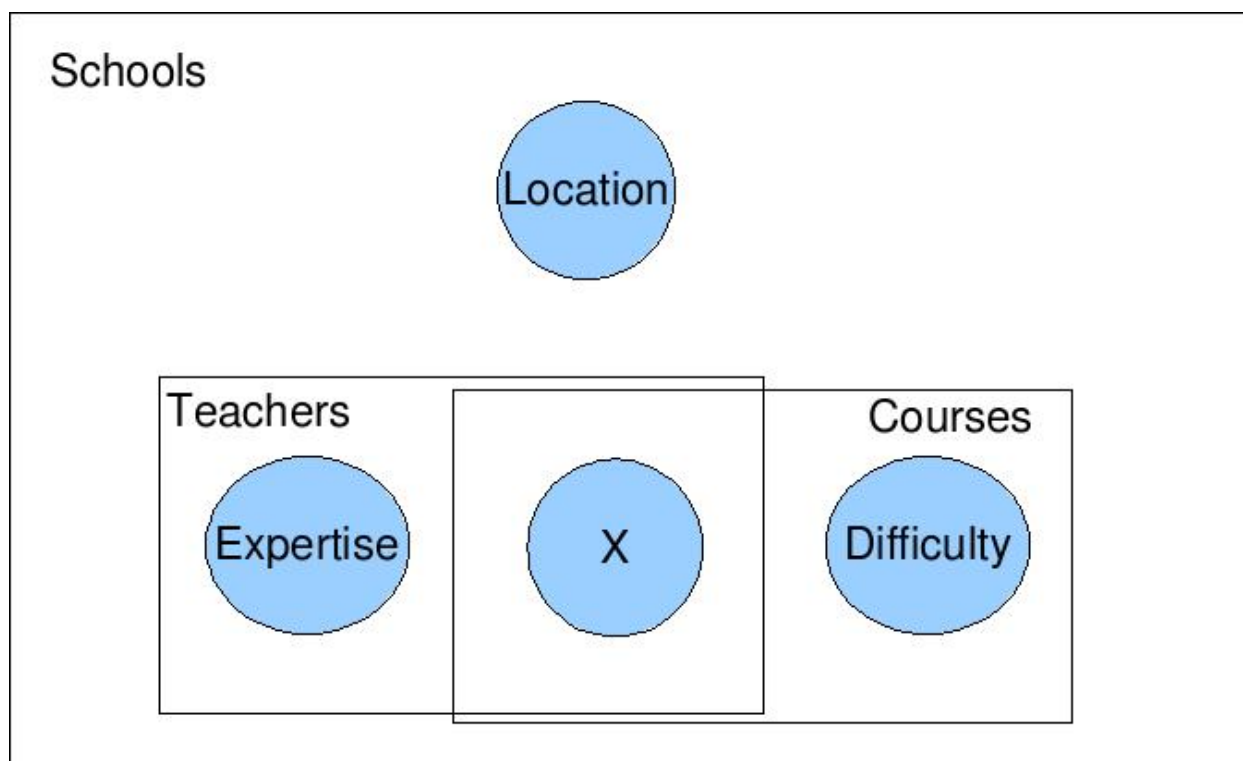 Schools
Location
Teachers
Courses
Expertise
X
Difficulty